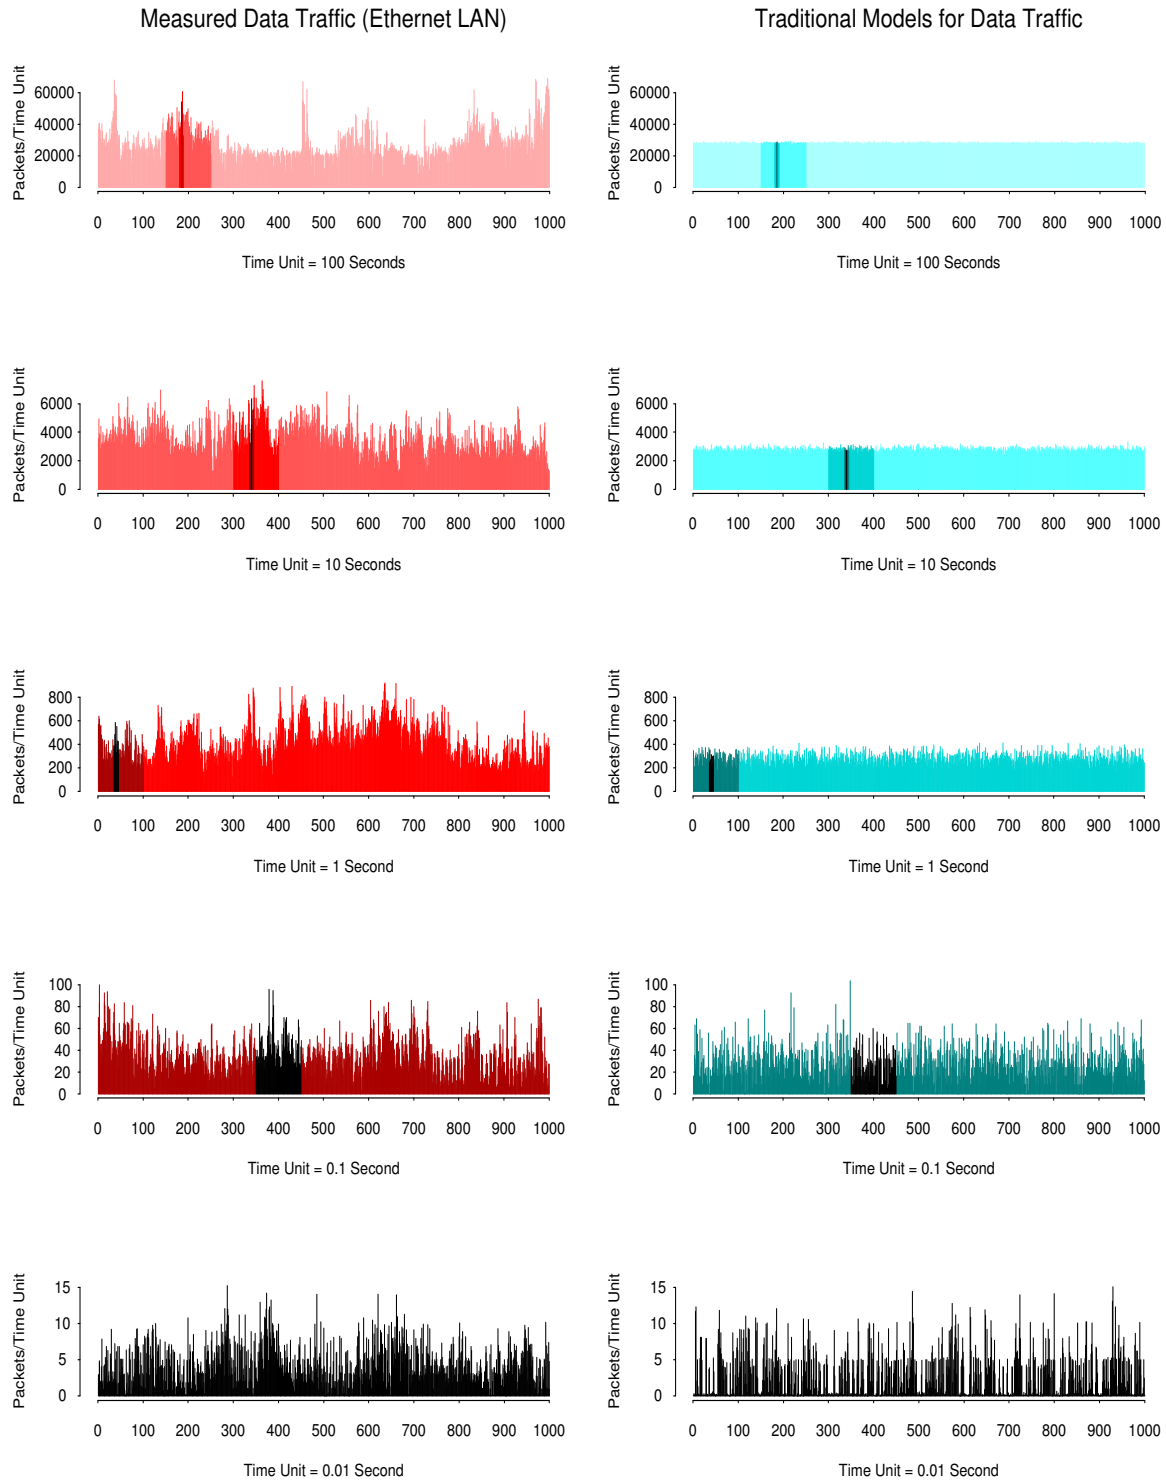 Measured Data Traffic (Ethernet LAN)
Traditional Models for Data Traffic
Packets/Time Unit
60000
40000
20000
0
0 100 200 300 400 500 600 700 800 900 1000
Time Unit = 100 Seconds
Packets/Time Unit
60000
40000
20000
0
0 100 200 300 400 500 600 700 800 900 1000
Time Unit = 100 Seconds
Packets/Time Unit
6000
4000
2000
0
0 100 200 300 400 500 600 700 800 900 1000
Time Unit = 10 Seconds
Packets/Time Unit
6000
4000
2000
0
0 100 200 300 400 500 600 700 800 900 1000
Time Unit = 10 Seconds
Packets/Time Unit
800
600
400
200
0
0 100 200 300 400 500 600 700 800 900 1000
Time Unit = 1 Second
Packets/Time Unit
800
600
400
200
0
0 100 200 300 400 500 600 700 800 900 1000
Time Unit = 1 Second
Packets/Time Unit
100
80
60
40
20
0
0 100 200 300 400 500 600 700 800 900 1000
Time Unit = 0.1 Second
Packets/Time Unit
100
80
60
40
20
0
0 100 200 300 400 500 600 700 800 900 1000
Time Unit = 0.1 Second
Packets/Time Unit
15
10
5
0
0 100 200 300 400 500 600 700 800 900 1000
Time Unit = 0.01 Second
Packets/Time Unit
15
10
5
0
0 100 200 300 400 500 600 700 800 900 1000
Time Unit = 0.01 Second